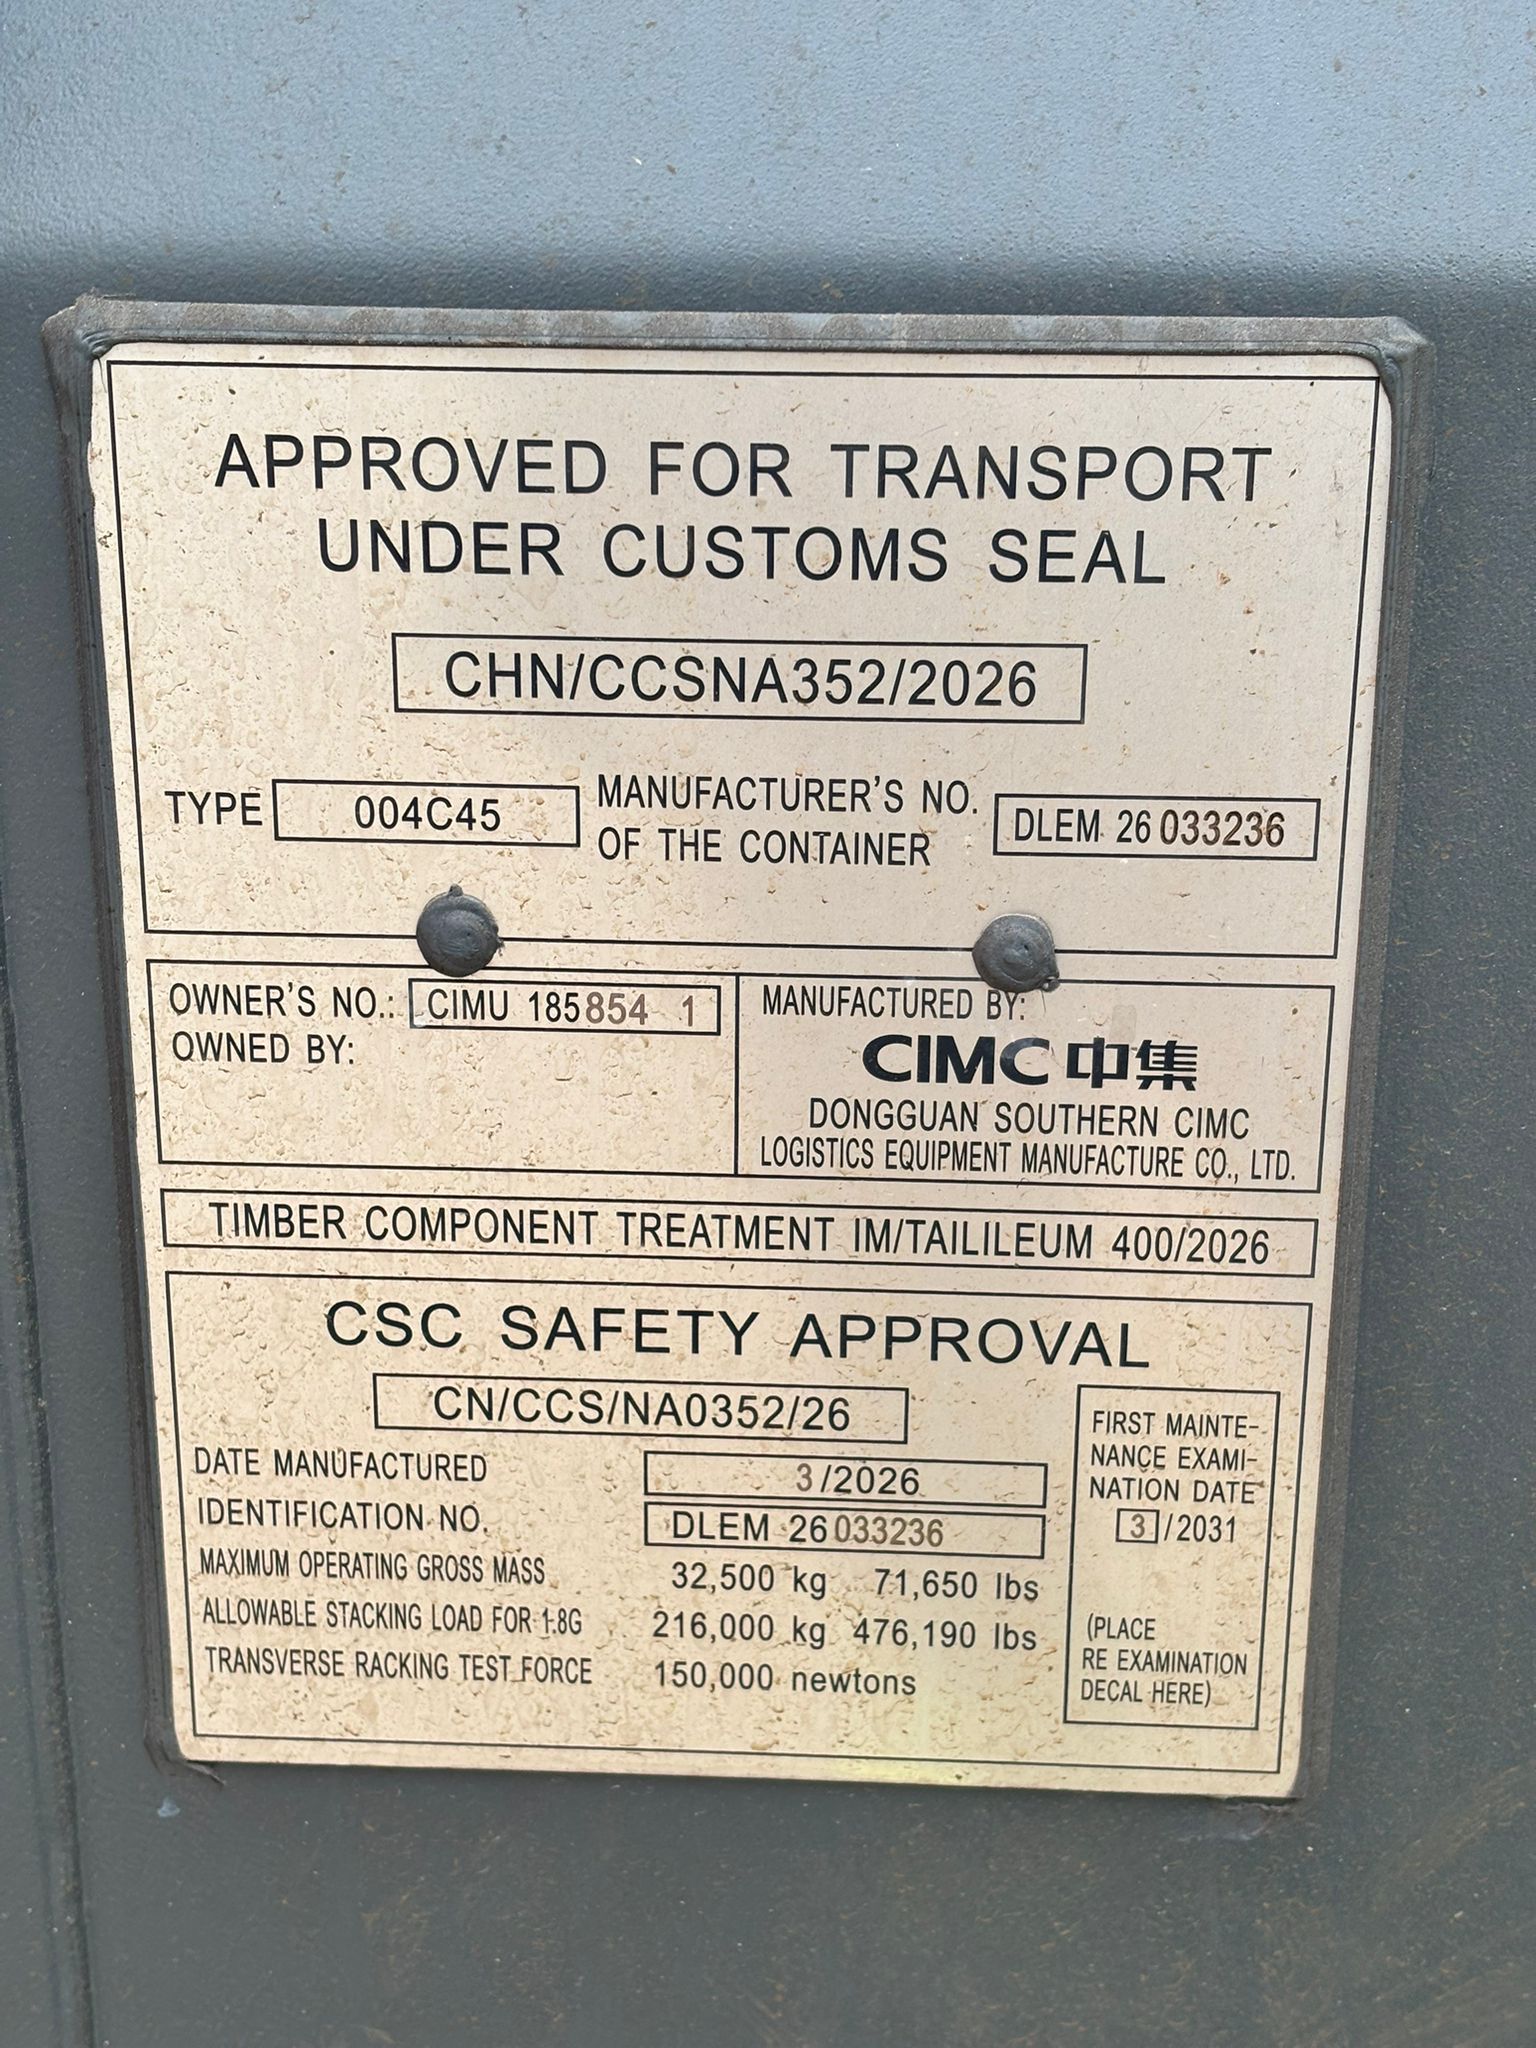 APPROVED FOR TRANSPORT
UNDER CUSTOMS SEAL
CHN/CCSNA352/2026
TYPE 004C45
MANUFACTURER'S NO.
OF THE CONTAINER
DLEM 26 033236
OWNER'S NO.: CIMU 185854 1
OWNED BY:
MANUFACTURED BY:
CIMC 中集
DONGGUAN SOUTHERN CIMC
LOGISTICS EQUIPMENT MANUFACTURE CO., LTD.
TIMBER COMPONENT TREATMENT IM/TAILILEUM 400/2026
CSC SAFETY APPROVAL
CN/CCS/NA0352/26
DATE MANUFACTURED 3/2026
IDENTIFICATION NO. DLEM 26 033236
MAXIMUM OPERATING GROSS MASS 32,500 kg 71,650 lbs
ALLOWABLE STACKING LOAD FOR 1.8G 216,000 kg 476,190 lbs
TRANSVERSE RACKING TEST FORCE 150,000 newtons
FIRST MAINTE-
NANCE EXAMI-
NATION DATE
3/2031
(PLACE
RE EXAMINATION
DECAL HERE)